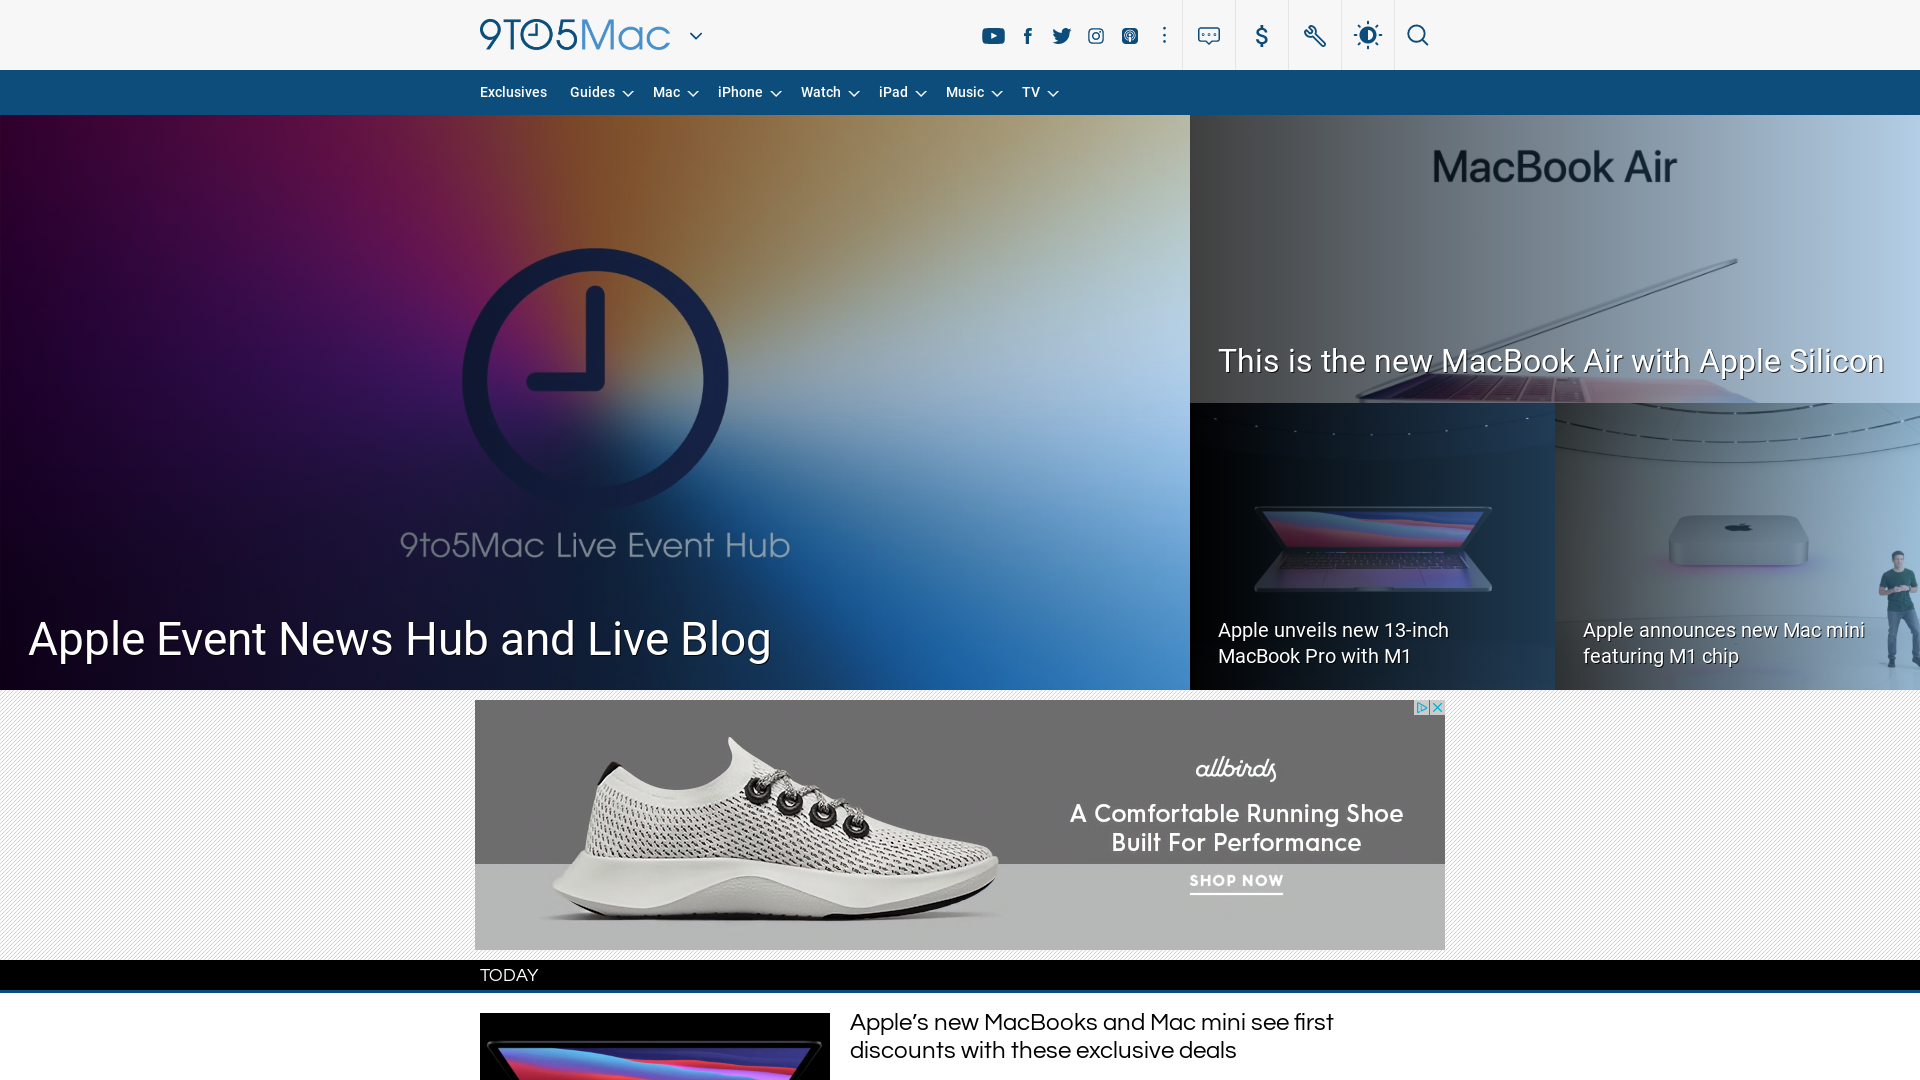 9TO5Mac
Exclusives
Guides
Mac
iPhone
Watch
iPad
Music
TV
9to5Mac Live Event Hub
Apple Event News Hub and Live Blog
MacBook Air
This is the new MacBook Air with Apple Silicon
Apple unveils new 13-inch
MacBook Pro with M1
Apple announces new Mac mini
featuring M1 chip
allbirds
A Comfortable Running Shoe
Built For Performance
SHOP NOW
TODAY
Apple’s new MacBooks and Mac mini see first
discounts with these exclusive deals